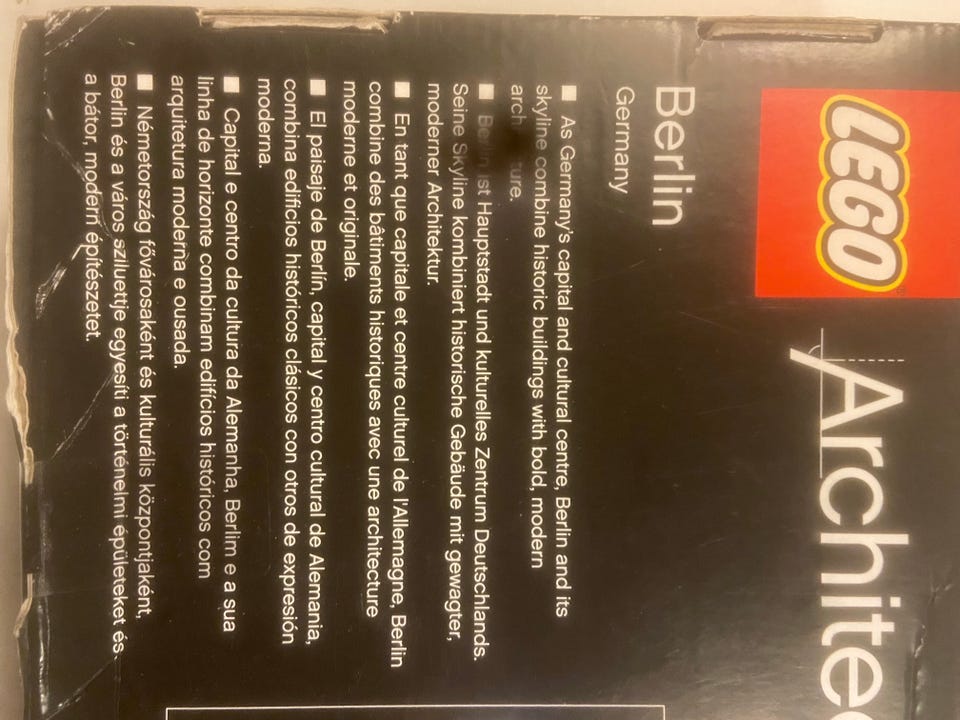 LEGO
Archite
Berlin
Germany
■ As Germany's capital and cultural centre, Berlin and its
skyline combine historic buildings with bold, modern
■ Berlin ist Hauptstadt und kulturelles Zentrum Deutschlands.
Seine Skyline kombiniert historische Gebäude mit gewagter,
moderner Architektur.
■ En tant que capitale et centre culturel de l'Allemagne, Berlin
combine des bâtiments historiques avec une architecture
moderne et originale.
■ El paisaje de Berlín, capital y centro cultural de Alemania,
combina edificios históricos clásicos con otros de expresión
moderna.
■ Capital e centro da cultura da Alemanha, Berlim e a sua
linha de horizonte combinam edifícios históricos com
arquitetura moderna e ousada.
■ Németország fővárosaként és kulturális központjaként,
Berlin és a város sziluettje egyesíti a történelmi épületeket és
a bátor, modern építészetet.